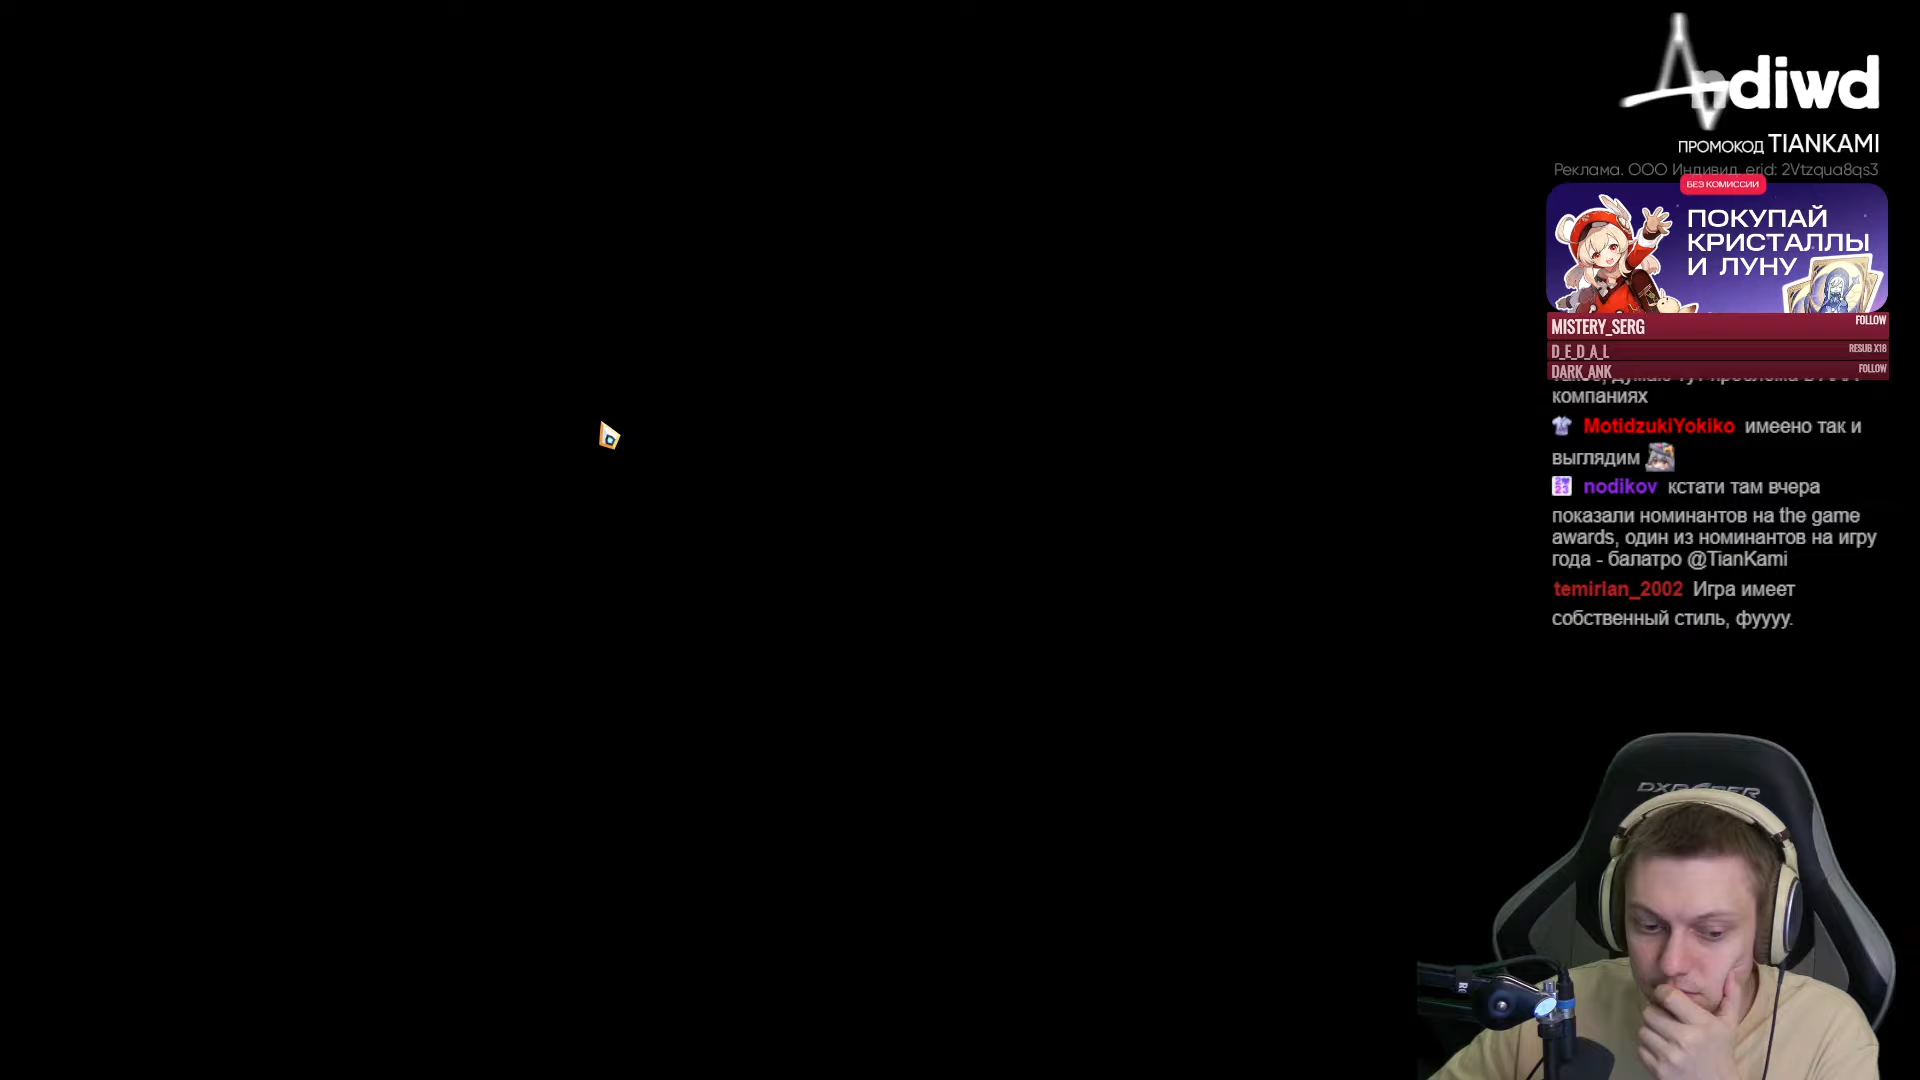 Andiwd
ПРОМОКОД TIANKAMI
Реклама. ООО Индивид. erid: 2Vtzqua8qs3
БЕЗ КОМИССИИ
ПОКУПАЙ
КРИСТАЛЛЫ
И ЛУНУ
MISTERY_SERG FOLLOW
D_E_D_A_L RESUB X18
DARK_ANK FOLLOW
компаниях
MotidzukiYokiko имеено так и
выглядим
nodikov кстати там вчера
показали номинантов на the game
awards, один из номинантов на игру
года - балатро @TianKami
temirlan_2002 Игра имеет
собственный стиль, фуууу.